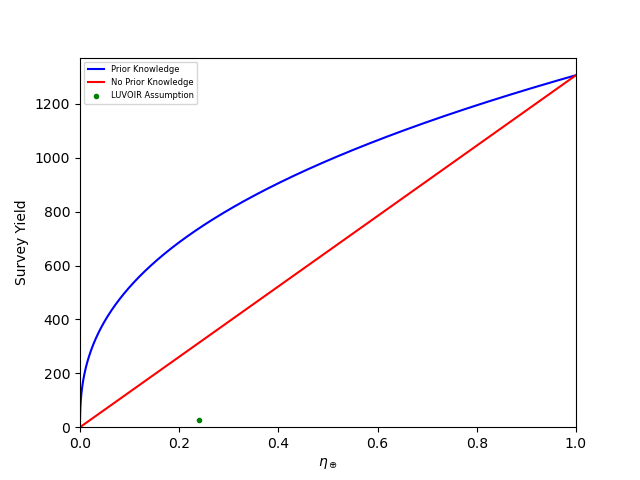 Prior Knowledge
No Prior Knowledge
LUVOIR Assumption
Survey Yield
1200
1000
800
600
400
200
0
0.0 0.2 0.4 0.6 0.8 1.0
η⊕